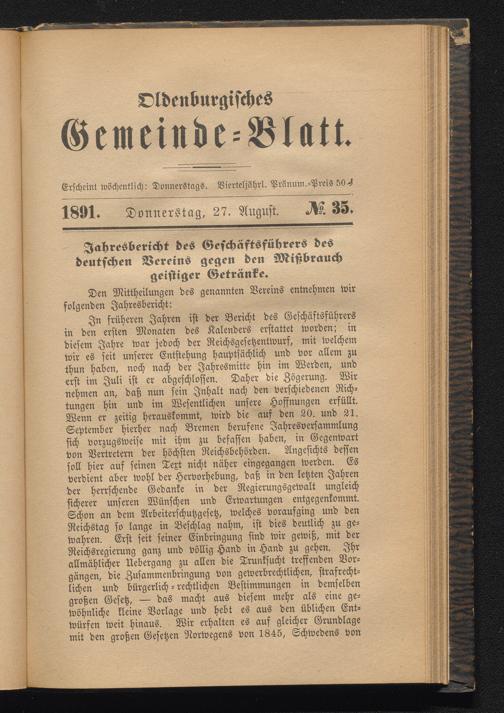 Oldenburgisches
Gemeinde-Blatt.
Erscheint wöchentlich: Donnerstags. Vierteljährl. Pränum.-Preis 50 ₰
1891. Donnerstag, 27. August. №. 35.
Jahresbericht des Geschäftsführers des
deutschen Vereins gegen den Mißbrauch
geistiger Getränke.
Den Mittheilungen des genannten Vereins entnehmen wir
folgenden Jahresbericht:
In früheren Jahren ist der Bericht des Geschäftsführers
in den ersten Monaten des Kalenders erstattet worden; in
diesem Jahre war jedoch der Reichsgesetzentwurf, mit welchem
wir es seit unserer Entstehung hauptsächlich und vor allem zu
thun haben, noch nach der Jahresmitte hin im Werden, und
erst im Juli ist er abgeschlossen. Daher die Zögerung. Wir
nehmen an, daß nun sein Inhalt nach den verschiedenen Rich-
tungen hin und im Wesentlichen unsere Hoffnungen erfüllt.
Wenn er zeitig herauskommt, wird die auf den 20. und 21.
September hierher nach Bremen berufene Jahresversammlung
sich vorzugsweise mit ihm zu befassen haben, in Gegenwart
von Vertretern der höchsten Reichsbehörden. Angesichts dessen
soll hier auf seinen Text nicht näher eingegangen werden. Es
verdient aber wohl der Hervorhebung, daß in den letzten Jahren
der herrschende Gedanke in der Regierungsgewalt ungleich
sicherer unseren Wünschen und Erwartungen entgegenkommt.
Schon an dem Arbeiterschutzgesetz, welches voraufging und den
Reichstag so lange in Beschlag nahm, ist dies deutlich zu ge-
wahren. Erst seit seiner Einbringung sind wir gewiß, mit der
Reichsregierung ganz und völlig Hand in Hand zu gehen. Ihr
allmählicher Uebergang zu allen die Trunksucht treffenden Vor-
gängen, die Zusammenbringung von gewerbrechtlichen, strafrecht-
lichen und bürgerlich-rechtlichen Bestimmungen in demselben
großen Gesetz, — das macht aus diesem mehr als eine ge-
wöhnliche kleine Vorlage und hebt es aus den üblichen Ent-
würfen weit hinaus. Wir erhalten es auf gleicher Grundlage
mit den großen Gesetzen Norwegens von 1845, Schwedens von